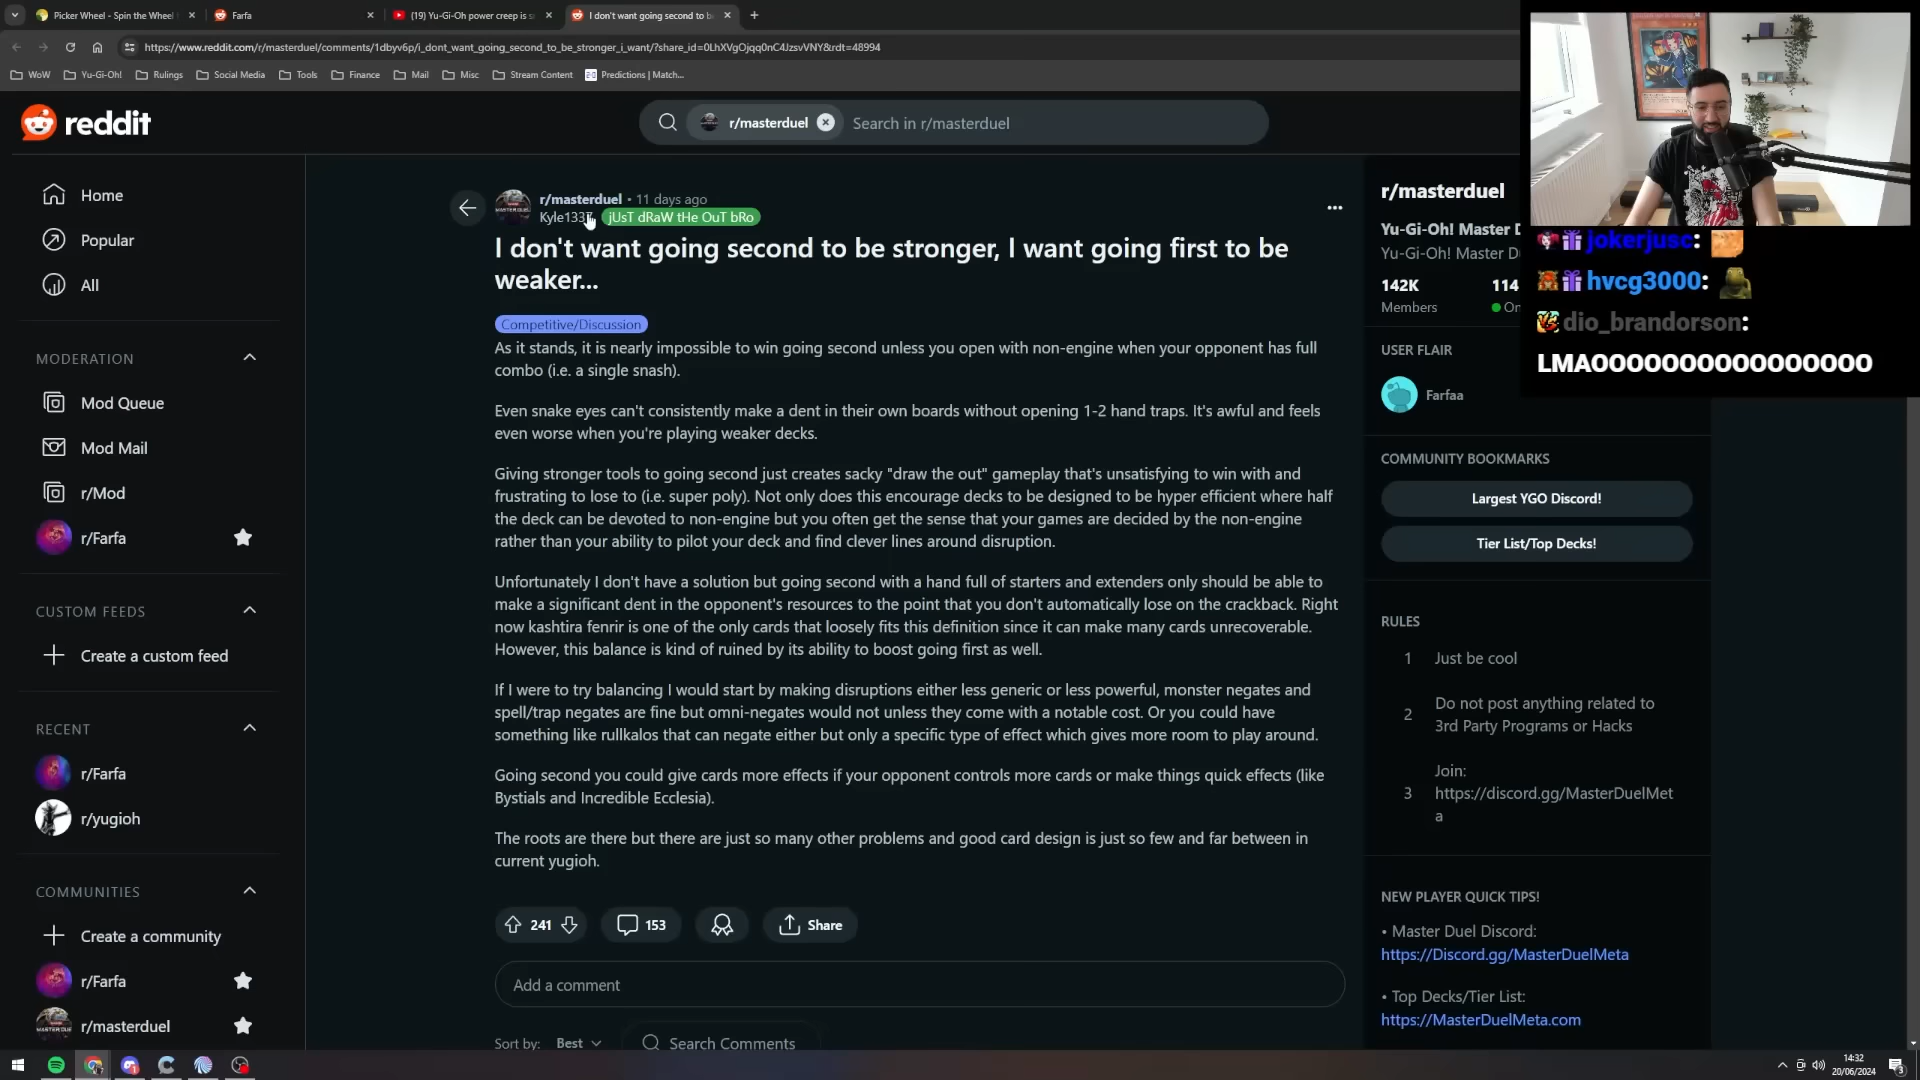 Picker Wheel - Spin the Wheel
Farfa
(19) Yu-Gi-Oh power creep is s
I don't want going second to b
https://www.reddit.com/r/masterduel/comments/1dbyv6p/i_dont_want_going_second_to_be_stronger_i_want/?share_id=0LhXVgOjqq0nC4JzsvVNY&rdt=48994
WoW
Yu-Gi-Oh!
Rulings
Social Media
Tools
Finance
Mail
Misc
Stream Content
Predictions | Match...
reddit
r/masterduel
Search in r/masterduel
Home
Popular
All
MODERATION
Mod Queue
Mod Mail
r/Mod
r/Farfa
CUSTOM FEEDS
Create a custom feed
RECENT
r/Farfa
r/yugioh
COMMUNITIES
Create a community
r/Farfa
r/masterduel
r/masterduel • 11 days ago
Kyle1337 jUsT dRaW tHe OuT bRo
I don't want going second to be stronger, I want going first to be
weaker...
Competitive/Discussion
As it stands, it is nearly impossible to win going second unless you open with non-engine when your opponent has full
combo (i.e. a single snash).
Even snake eyes can't consistently make a dent in their own boards without opening 1-2 hand traps. It's awful and feels
even worse when you're playing weaker decks.
Giving stronger tools to going second just creates sacky "draw the out" gameplay that's unsatisfying to win with and
frustrating to lose to (i.e. super poly). Not only does this encourage decks to be designed to be hyper efficient where half
the deck can be devoted to non-engine but you often get the sense that your games are decided by the non-engine
rather than your ability to pilot your deck and find clever lines around disruption.
Unfortunately I don't have a solution but going second with a hand full of starters and extenders only should be able to
make a significant dent in the opponent's resources to the point that you don't automatically lose on the crackback. Right
now kashtira fenrir is one of the only cards that loosely fits this definition since it can make many cards unrecoverable.
However, this balance is kind of ruined by its ability to boost going first as well.
If I were to try balancing I would start by making disruptions either less generic or less powerful, monster negates and
spell/trap negates are fine but omni-negates would not unless they come with a notable cost. Or you could have
something like rullkalos that can negate either but only a specific type of effect which gives more room to play around.
Going second you could give cards more effects if your opponent controls more cards or make things quick effects (like
Bystials and Incredible Ecclesia).
The roots are there but there are just so many other problems and good card design is just so few and far between in
current yugioh.
241
153
Share
Add a comment
Sort by: Best
Search Comments
r/masterduel
Yu-Gi-Oh! Master D
Yu-Gi-Oh! Master D
142K
114
Members
On
USER FLAIR
Farfaa
COMMUNITY BOOKMARKS
Largest YGO Discord!
Tier List/Top Decks!
RULES
1 Just be cool
2 Do not post anything related to
3rd Party Programs or Hacks
3 Join:
https://discord.gg/MasterDuelMet
a
NEW PLAYER QUICK TIPS!
• Master Duel Discord:
https://Discord.gg/MasterDuelMeta
• Top Decks/Tier List:
https://MasterDuelMeta.com
jokerjusc:
hvcg3000:
dio_brandorson:
LMAOOOOOOOOOOOOOOOO
14:32
20/06/2024
3